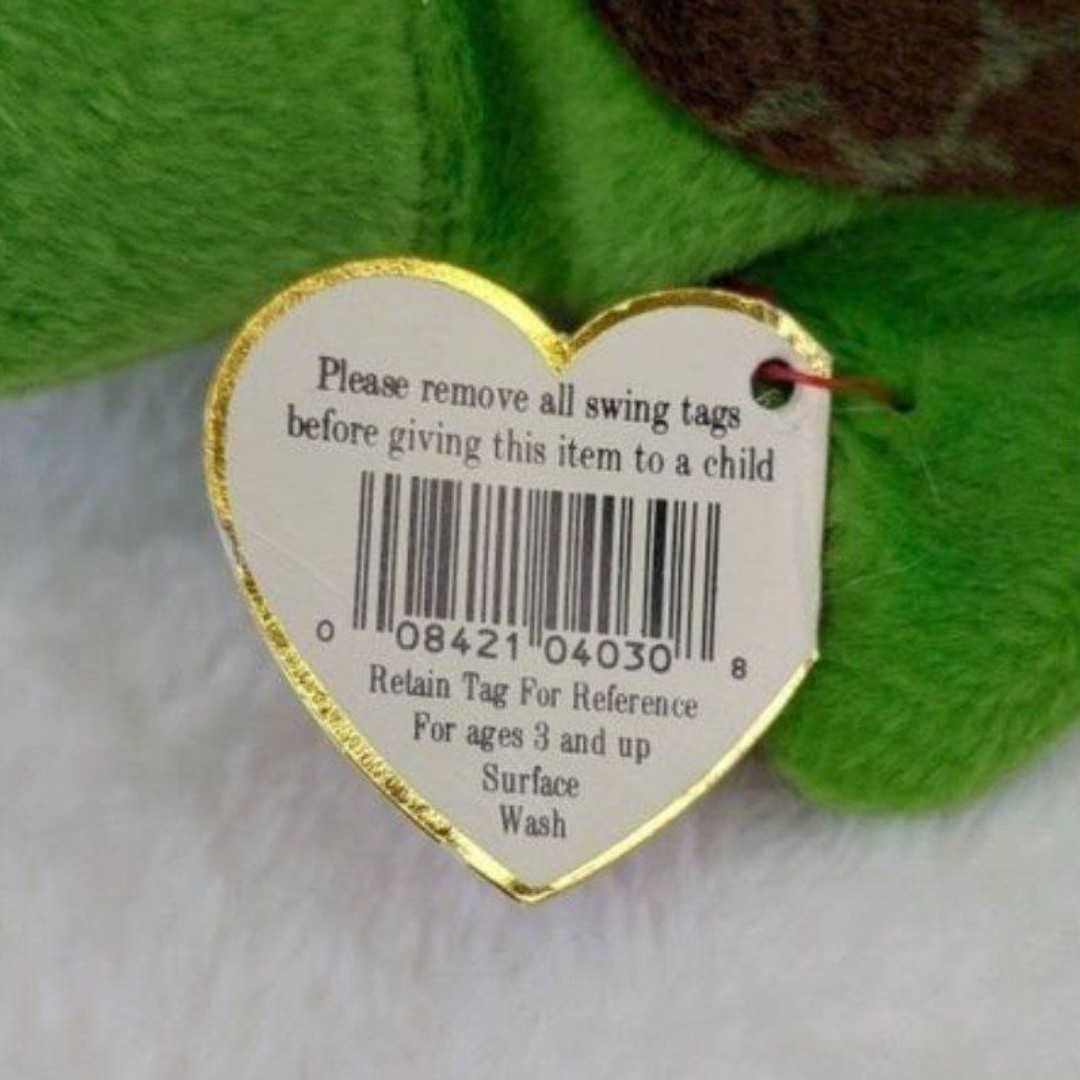 Please remove all swing tags
before giving this item to a child
0 08421 04030 8
Retain Tag For Reference
For ages 3 and up
Surface
Wash